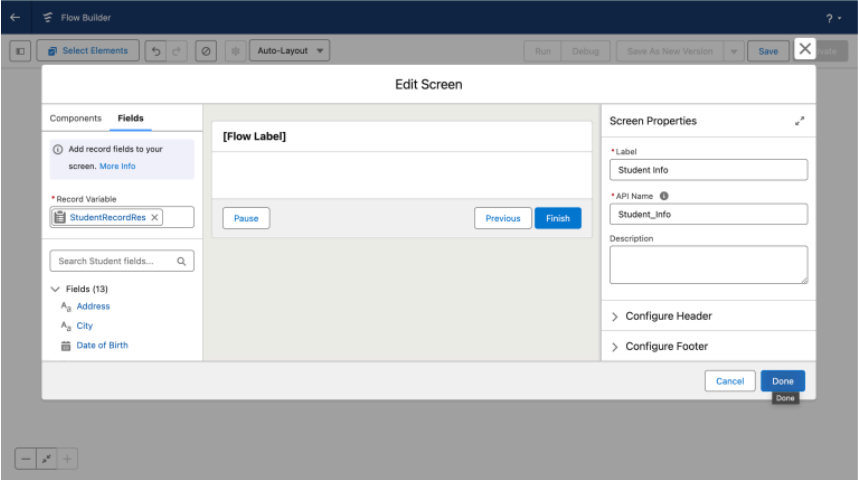 Flow Builder
?
Select Elements
Auto-Layout
Run
Debug
Save As New Version
Save
Edit Screen
Components
Fields
Add record fields to your
screen. More Info
*Record Variable
StudentRecordRes
Search Student fields...
Fields (13)
Address
City
Date of Birth
[Flow Label]
Pause
Previous
Finish
Screen Properties
*Label
Student Info
*API Name
Student_Info
Description
Configure Header
Configure Footer
Cancel
Done
Done